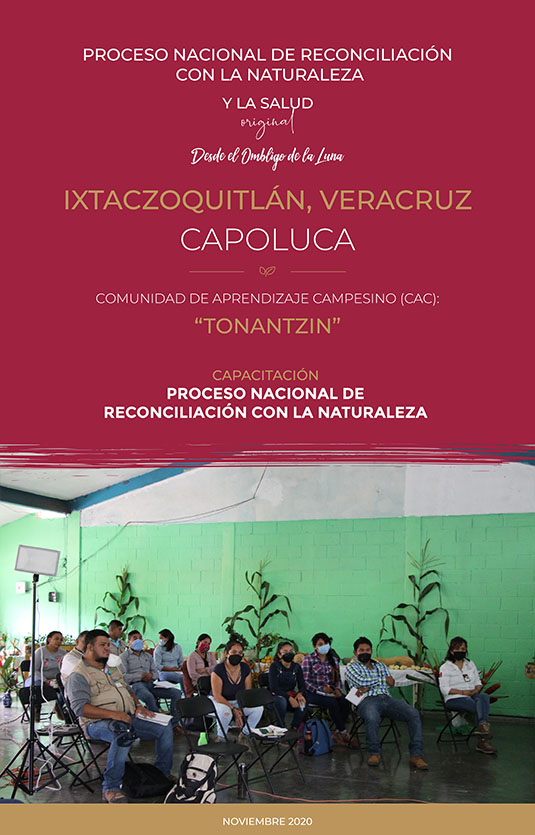 PROCESO NACIONAL DE RECONCILIACIÓN
CON LA NATURALEZA
Y LA SALUD
original
Desde el Ombligo de la Luna
IXTACZOQUITLÁN, VERACRUZ
CAPOLUCA
COMUNIDAD DE APRENDIZAJE CAMPESINO (CAC):
“TONANTZIN”
CAPACITACIÓN
PROCESO NACIONAL DE
RECONCILIACIÓN CON LA NATURALEZA
NOVIEMBRE 2020